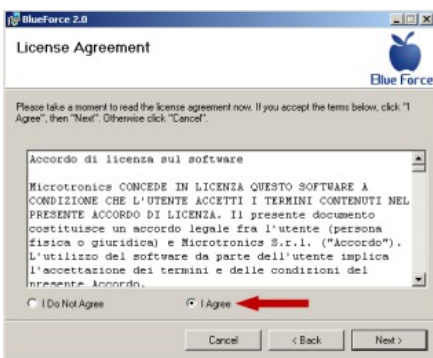 BlueForce 2.0
License Agreement
Blue Force
Please take a moment to read the license agreement now. If you accept the terms below, click "I
Agree", then "Next". Otherwise click "Cancel".
Accordo di licenza sul software
Microtronics CONCEDE IN LICENZA QUESTO SOFTWARE A
CONDIZIONE CHE L'UTENTE ACCETTI I TERMINI CONTENUTI NEL
PRESENTE ACCORDO DI LICENZA. Il presente documento
costituisce un accordo legale fra l'utente (persona
fisica o giuridica) e Microtronics S.r.l. ("Accordo").
L'utilizzo del software da parte dell'utente implica
l'accettazione dei termini e delle condizioni del
presente Accordo.
I Do Not Agree
I Agree
Cancel
< Back
Next >